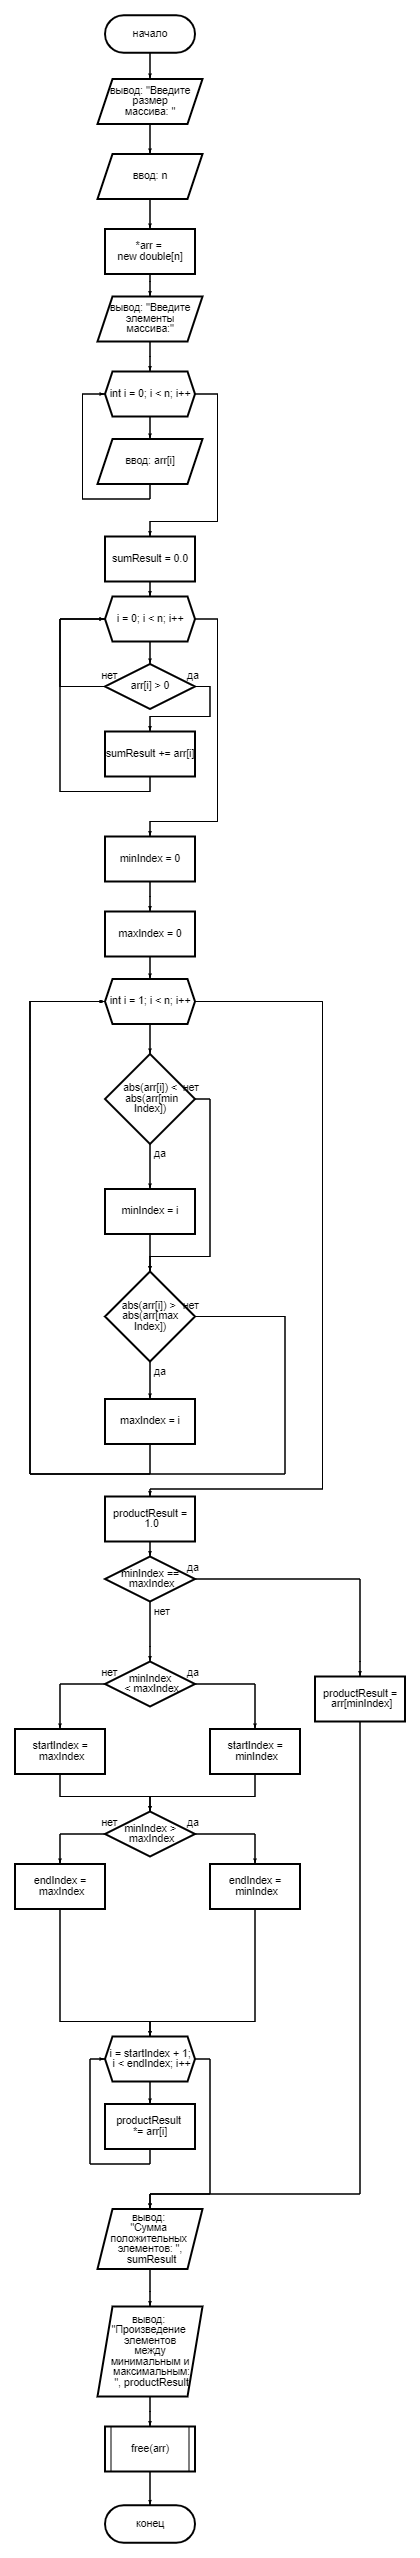 начало
вывод: "Введите
размер
массива: "
ввод: n
*arr =
new double[n]
вывод: "Введите
элементы
массива:"
int i = 0; i < n; i++
ввод: arr[i]
sumResult = 0.0
i = 0; i < n; i++
нет
да
arr[i] > 0
sumResult += arr[i]
minIndex = 0
maxIndex = 0
int i = 1; i < n; i++
abs(arr[i]) <
abs(arr[min
Index])
нет
да
minIndex = i
abs(arr[i]) >
abs(arr[max
Index])
нет
да
maxIndex = i
productResult =
1.0
minIndex ==
maxIndex
да
нет
minIndex
< maxIndex
нет
да
productResult =
arr[minIndex]
startIndex =
maxIndex
startIndex =
minIndex
minIndex >
maxIndex
нет
да
endIndex =
maxIndex
endIndex =
minIndex
i = startIndex + 1;
i < endIndex; i++
productResult
*= arr[i]
вывод:
"Сумма
положительных
элементов: ",
sumResult
вывод:
"Произведение
элементов
между
минимальным и
максимальным:
", productResult
free(arr)
конец